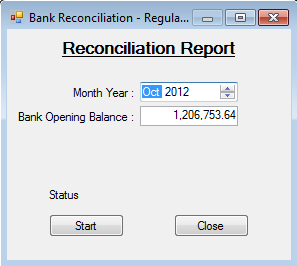 Bank Reconciliation - Regula...
Reconciliation Report
Month Year : Oct 2012
Bank Opening Balance : 1,206,753.64
Status
Start Close